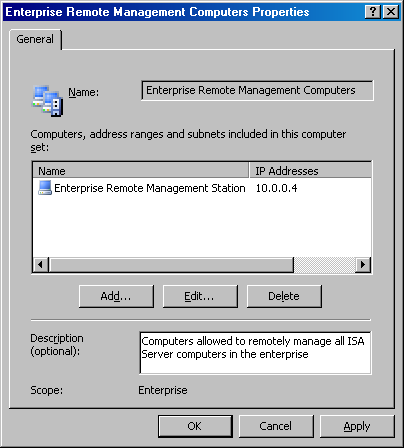 Enterprise Remote Management Computers Properties
General
Name: Enterprise Remote Management Computers
Computers, address ranges and subnets included in this computer
set:
Name IP Addresses
Enterprise Remote Management Station 10.0.0.4
Add... Edit... Delete
Description (optional):
Computers allowed to remotely manage all ISA
Server computers in the enterprise
Scope: Enterprise
OK Cancel Apply